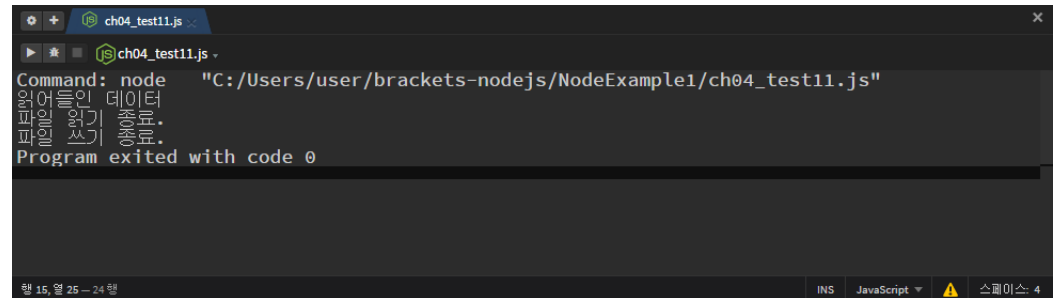 ch04_test11.js
ch04_test11.js
Command: node "C:/Users/user/brackets-nodejs/NodeExample1/ch04_test11.js"
읽어들인 데이터
파일 읽기 종료.
파일 쓰기 종료.
Program exited with code 0
행 15, 열 25 — 24 행 INS JavaScript 스페이스: 4